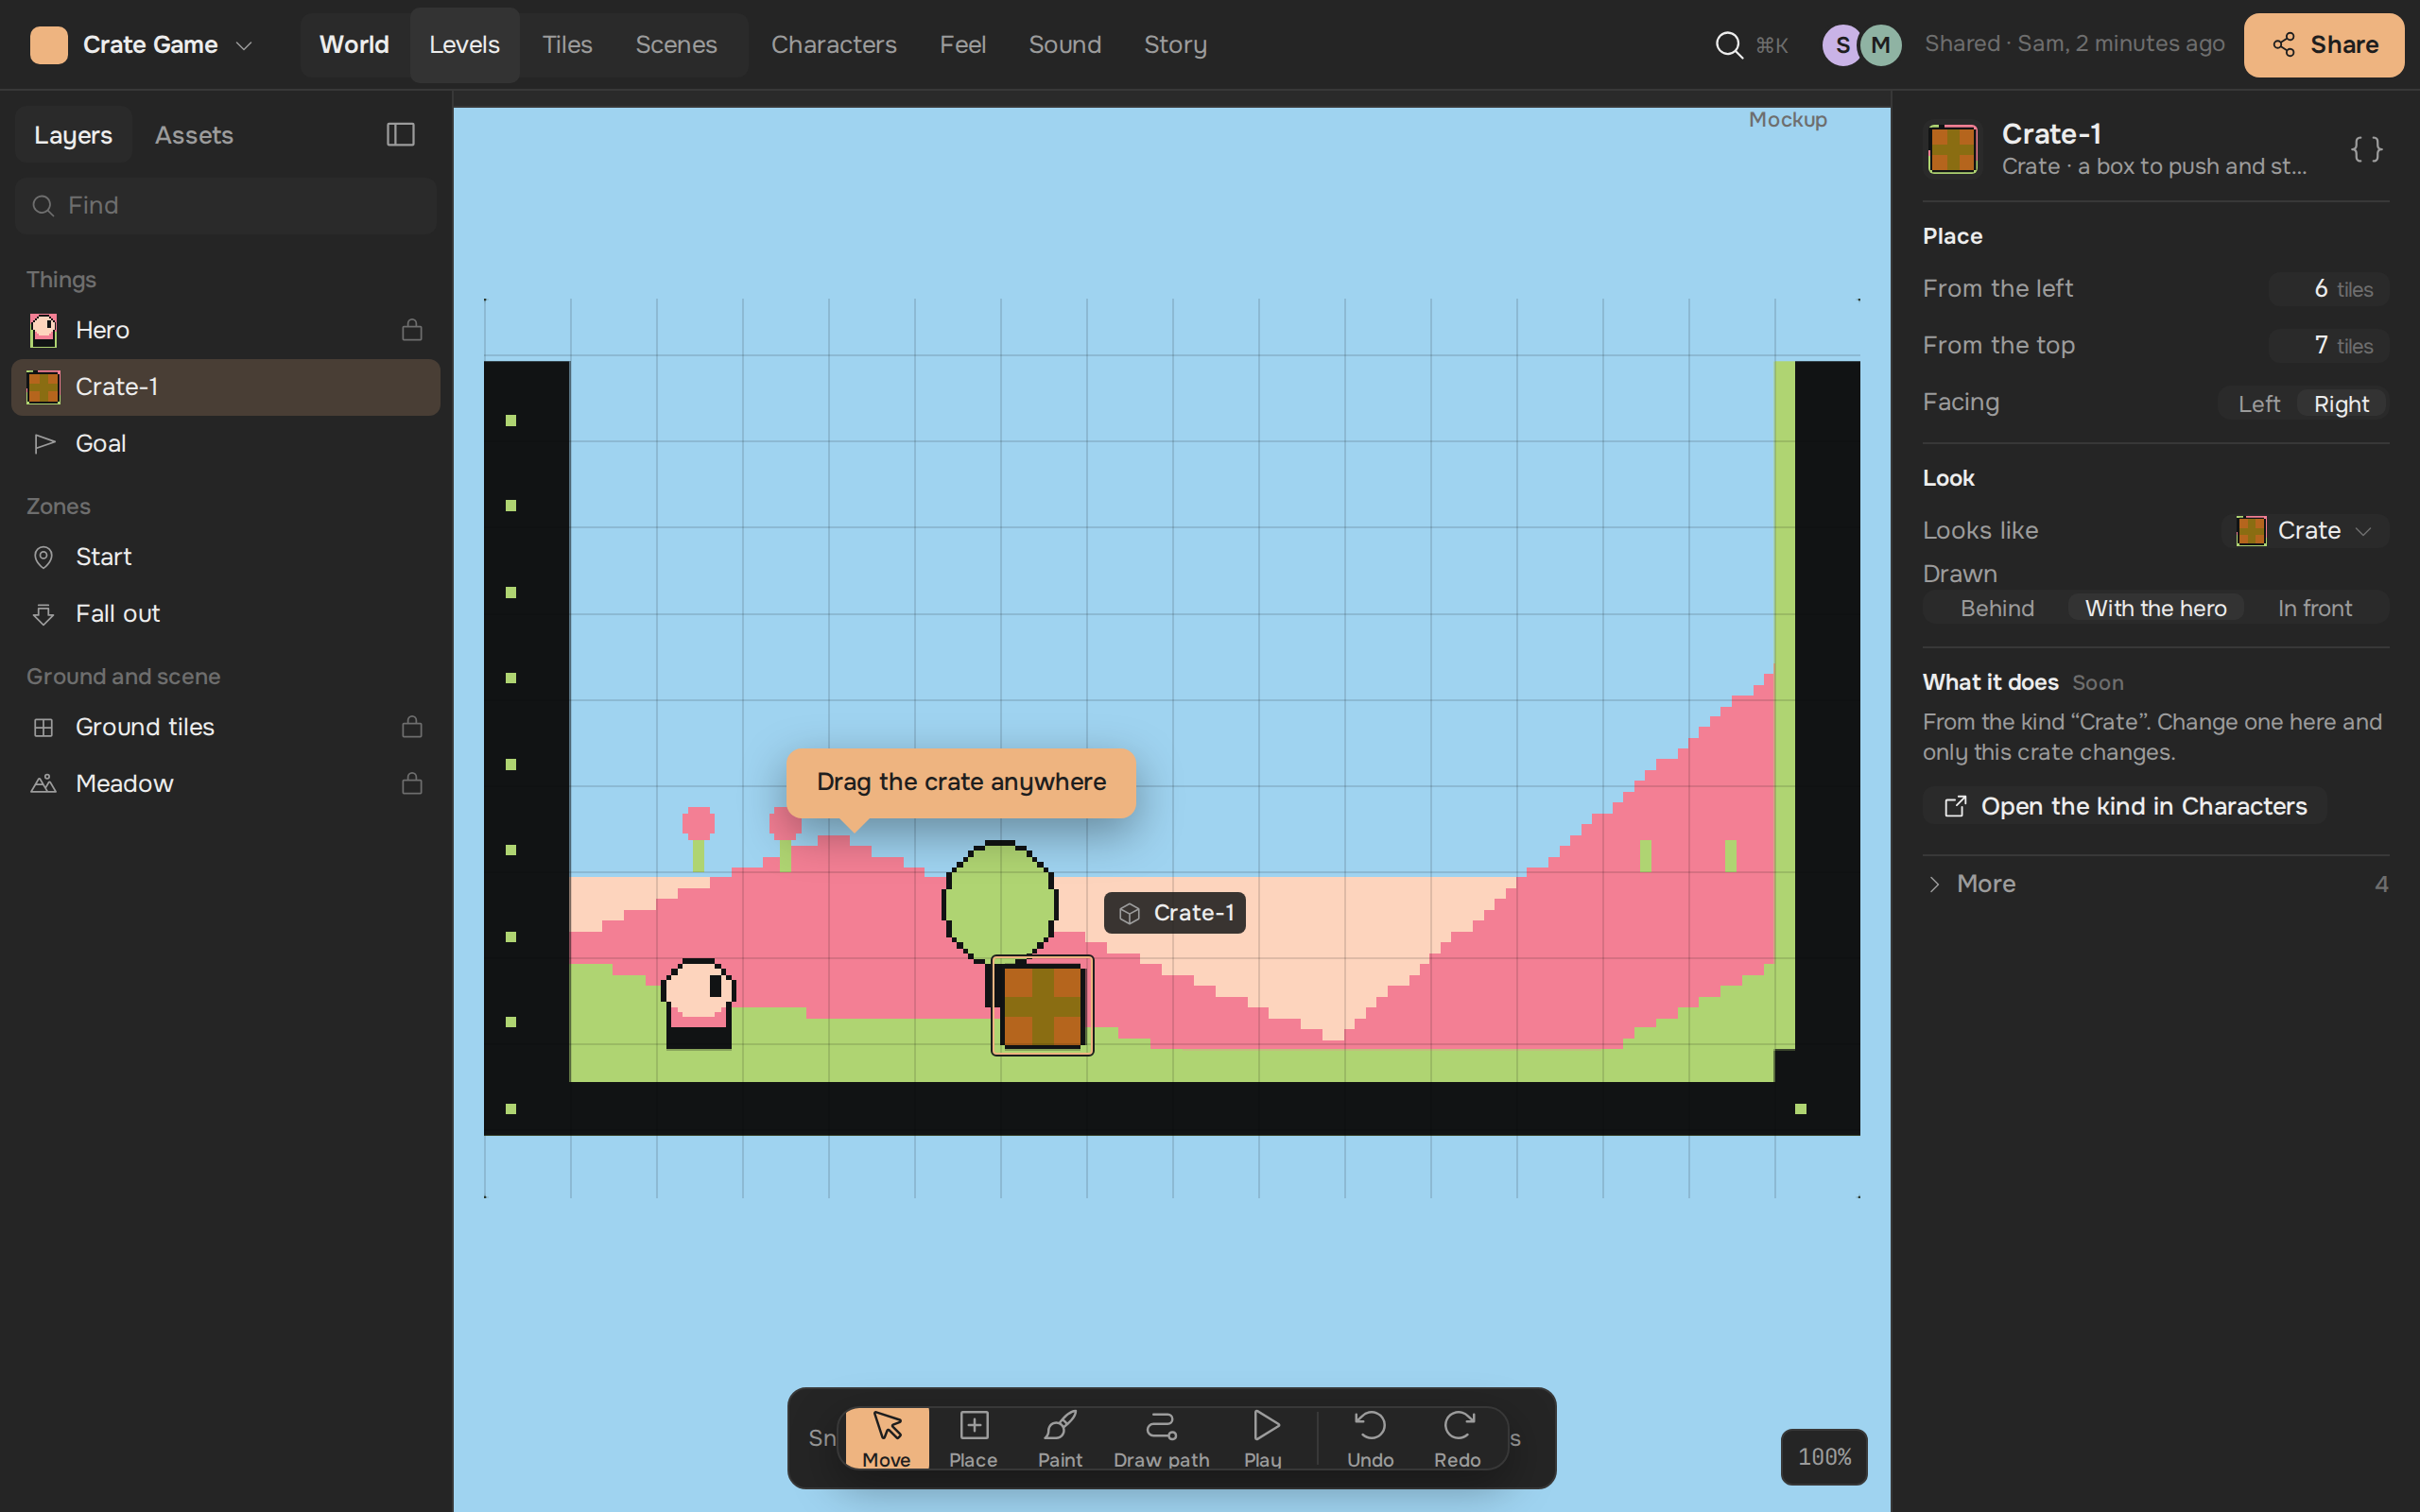 Crate Game
World
Levels
Tiles
Scenes
Characters
Feel
Sound
Story
⌘K
S
M
Shared · Sam, 2 minutes ago
Share
Layers
Assets
Find
Things
Hero
Crate-1
Goal
Zones
Start
Fall out
Ground and scene
Ground tiles
Meadow
Mockup
Drag the crate anywhere
Crate-1
Move
Place
Paint
Draw path
Play
Undo
Redo
100%
Crate-1
Crate · a box to push and st...
{ }
Place
From the left
6 tiles
From the top
7 tiles
Facing
Left
Right
Look
Looks like
Crate
Drawn
Behind
With the hero
In front
What it does Soon
From the kind “Crate”. Change one here and
only this crate changes.
Open the kind in Characters
More
4